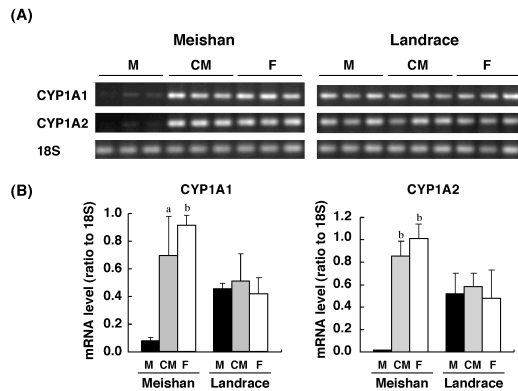 (A)
Meishan Landrace
M CM F M CM F
CYP1A1
CYP1A2
18S
(B)
CYP1A1 CYP1A2
mRNA level (ratio to 18S)
1.0
0.8
0.6
0.4
0.2
0.0
a
b
M CM F M CM F
Meishan Landrace
mRNA level (ratio to 18S)
1.2
1.0
0.8
0.6
0.4
0.2
0.0
b
b
M CM F M CM F
Meishan Landrace